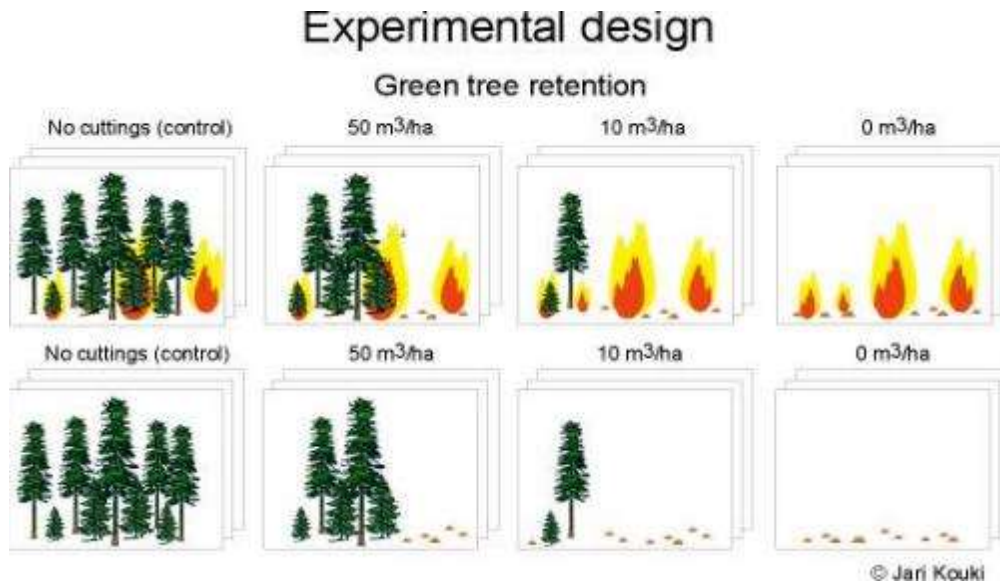 Experimental design
Green tree retention
No cuttings (control) 50 m³/ha 10 m³/ha 0 m³/ha
No cuttings (control) 50 m³/ha 10 m³/ha 0 m³/ha
© Jari Kouki